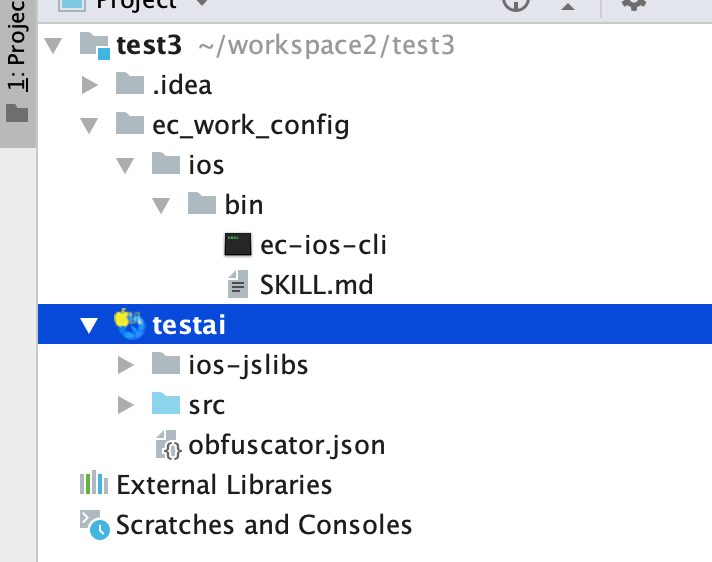 Project
1: Projec
test3 ~/workspace2/test3
.idea
ec_work_config
ios
bin
ec-ios-cli
SKILL.md
testai
ios-jslibs
src
obfuscator.json
External Libraries
Scratches and Consoles